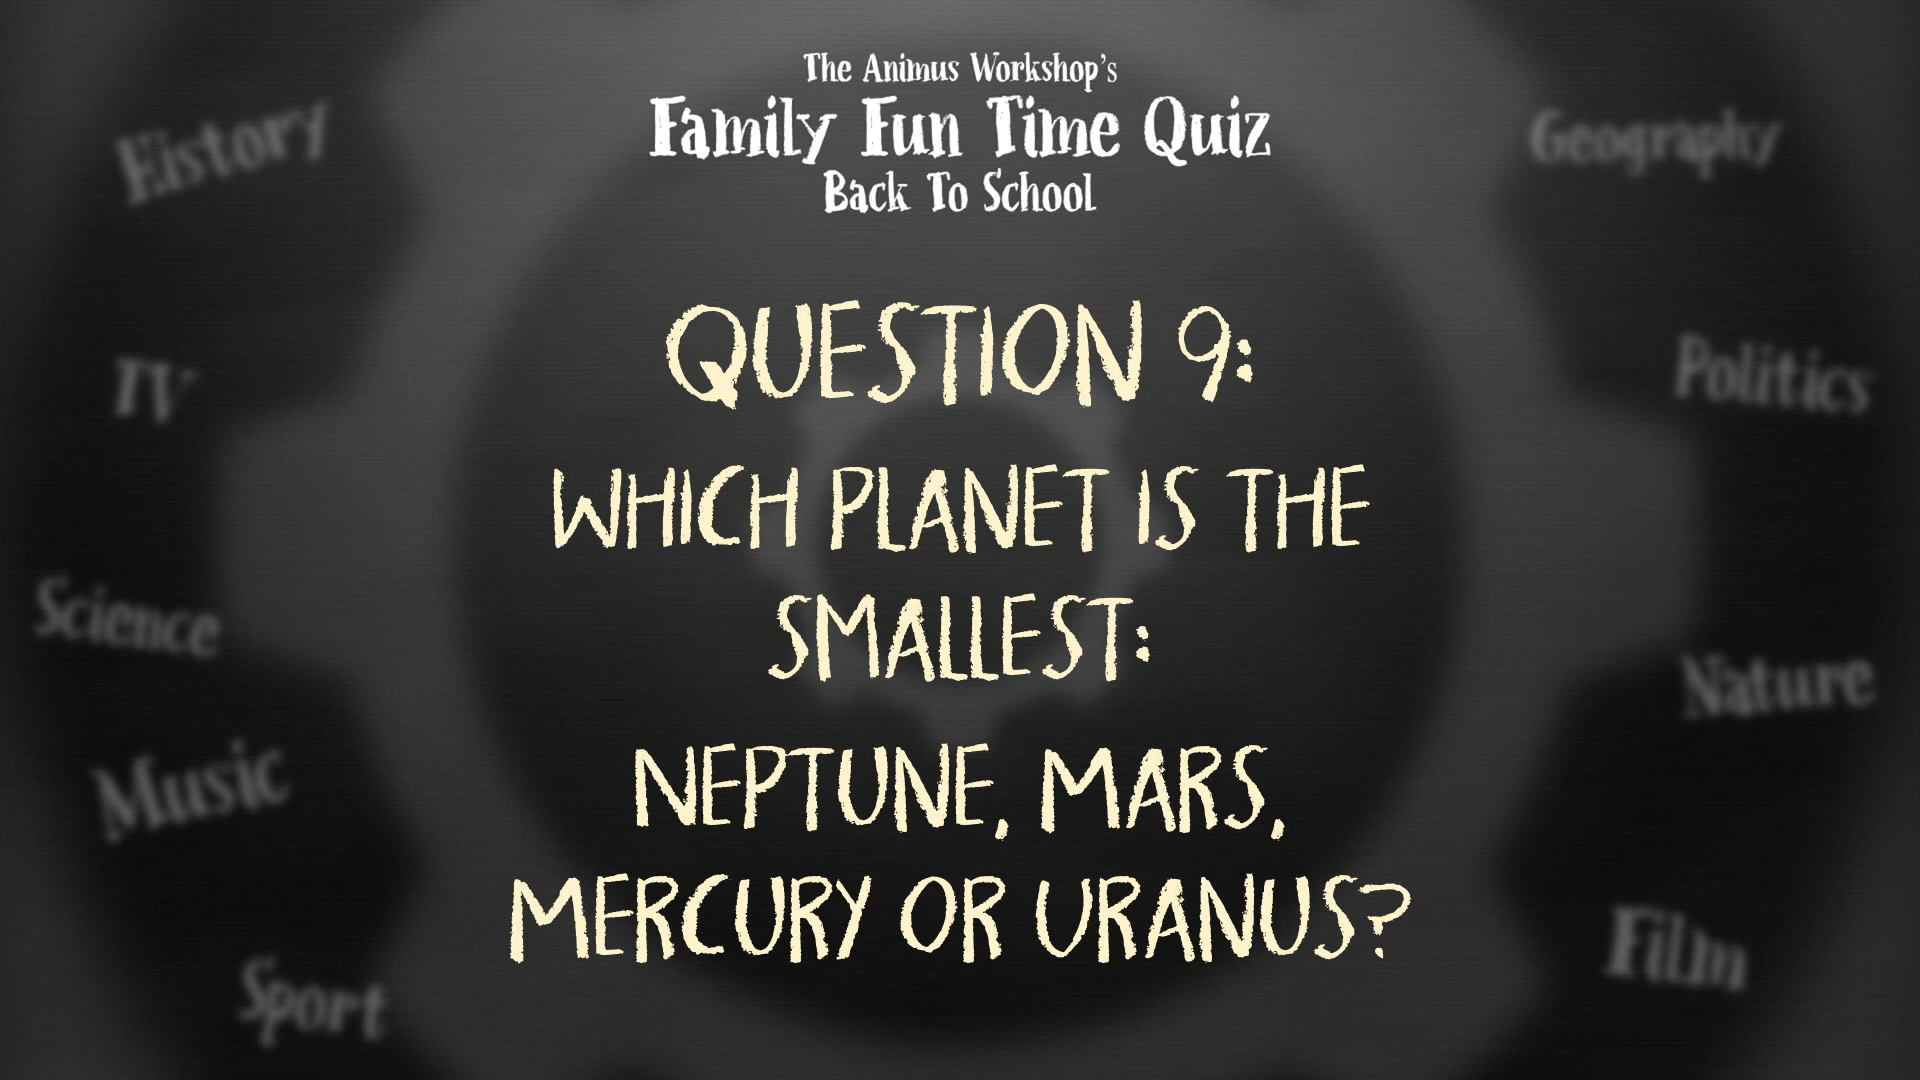 The Animus Workshop's
Family Fun Time Quiz
Back To School
History
Geography
TV
Politics
Science
Nature
Music
Film
Sport
QUESTION 9:
WHICH PLANET IS THE
SMALLEST:
NEPTUNE, MARS,
MERCURY OR URANUS?